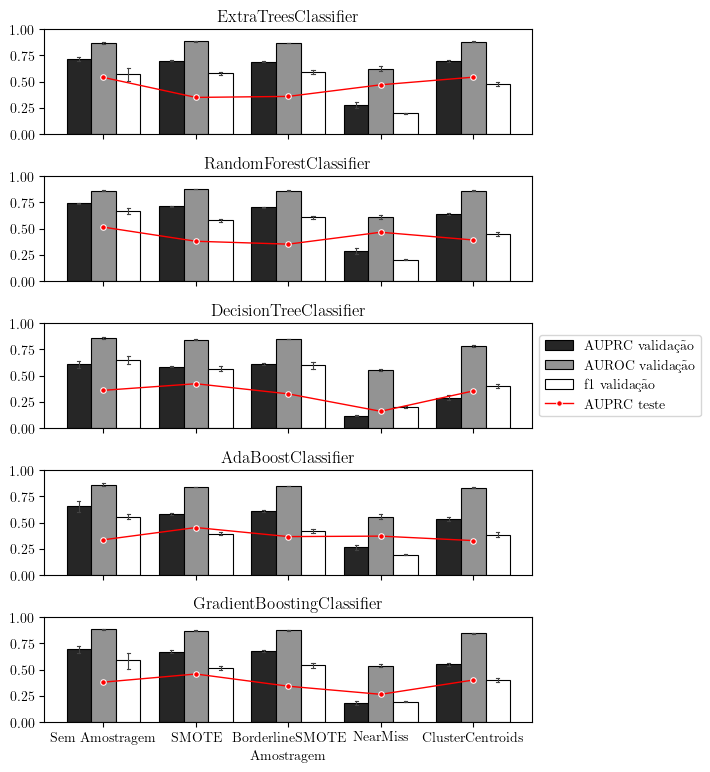 ExtraTreesClassifier
1.00
0.75
0.50
0.25
0.00
RandomForestClassifier
1.00
0.75
0.50
0.25
0.00
DecisionTreeClassifier
1.00
0.75
0.50
0.25
0.00
AUPRC validação
AUROC validação
f1 validação
AUPRC teste
AdaBoostClassifier
1.00
0.75
0.50
0.25
0.00
GradientBoostingClassifier
1.00
0.75
0.50
0.25
0.00
Sem Amostragem SMOTE BorderlineSMOTE NearMiss ClusterCentroids
Amostragem